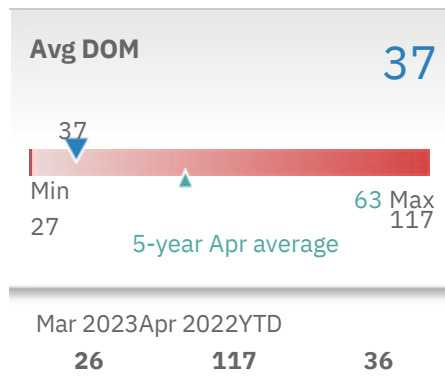 Avg DOM 37
37
Min 63 Max
27 117
5-year Apr average
Mar 2023Apr 2022YTD
26 117 36